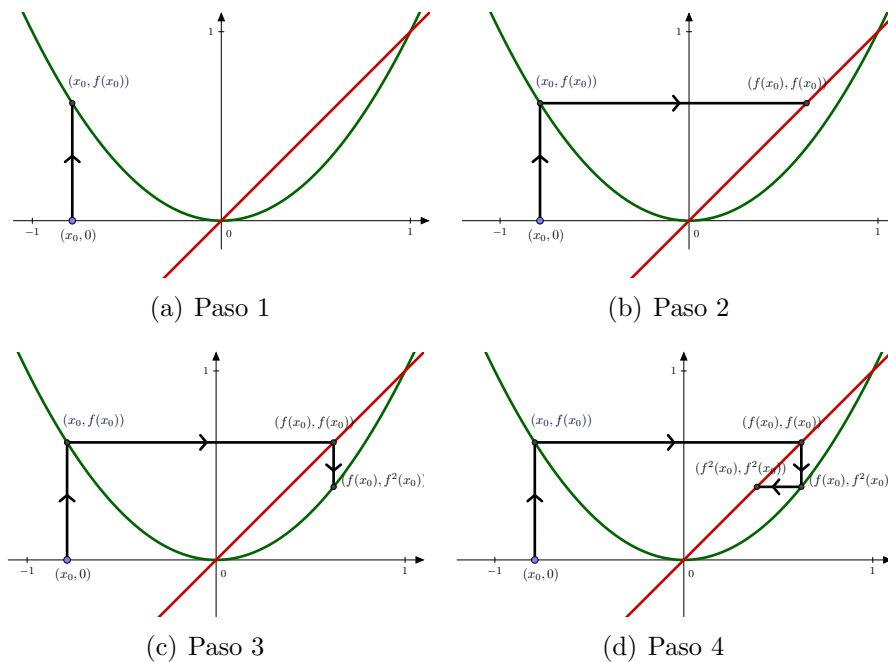 1
(x₀, f(x₀))
−1
(x₀, 0)
0
1
(a) Paso 1
1
(x₀, f(x₀))
(f(x₀), f(x₀))
−1
(x₀, 0)
0
1
(b) Paso 2
1
(x₀, f(x₀))
(f(x₀), f(x₀))
(f(x₀), f²(x₀))
−1
(x₀, 0)
0
1
(c) Paso 3
1
(x₀, f(x₀))
(f(x₀), f(x₀))
(f²(x₀), f²(x₀))
(f(x₀), f²(x₀)
−1
(x₀, 0)
0
1
(d) Paso 4